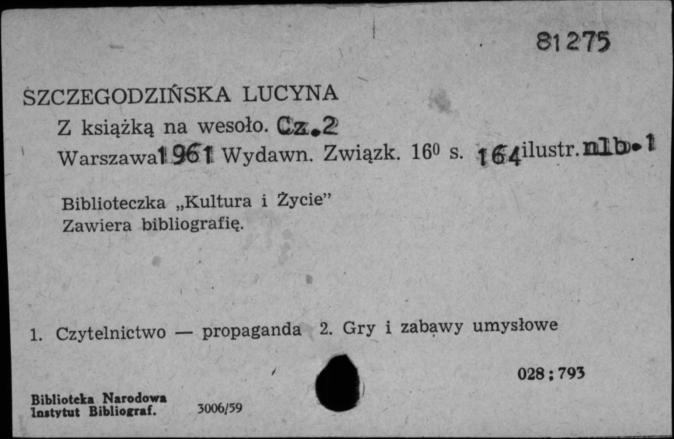 81275
SZCZEGODZIŃSKA LUCYNA
Z książką na wesoło. Cz.2
Warszawa 1961 Wydawn. Związk. 16⁰ s. 164 ilustr. nlb. 1
Biblioteczka „Kultura i Życie”
Zawiera bibliografię.
1. Czytelnictwo — propaganda 2. Gry i zabawy umysłowe
028 ; 793
Biblioteka Narodowa
Instytut Bibliograf. 3006/59